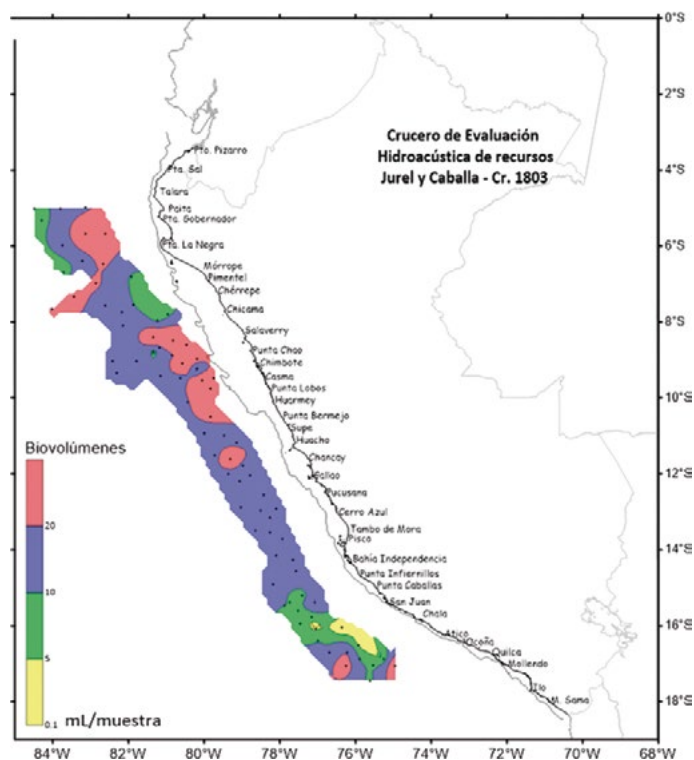 0°S
2°S
4°S
6°S
8°S
10°S
12°S
14°S
16°S
18°S
Crucero de Evaluación
Hidroacústica de recursos
Jurel y Caballa - Cr. 1803
Pto. Pizarro
Pta. Sal
Talara
Paita
Pta. Gobernador
Pta. La Negra
Mórrope
Pimentel
Chérrepe
Chicama
Salaverry
Punta Chao
Chimbote
Casma
Punta Lobos
Huarmey
Punta Bermejo
Supe
Huacho
Chancay
Callao
Pucusana
Cerro Azul
Tambo de Mora
Pisco
Bahía Independencia
Punta Infiernillos
Punta Caballas
San Juan
Chala
Atico
Ocoña
Quilca
Mollendo
Ilo
M. Sama
Biovolúmenes
20
10
5
0.1
mL/muestra
84°W 82°W 80°W 78°W 76°W 74°W 72°W 70°W 68°W